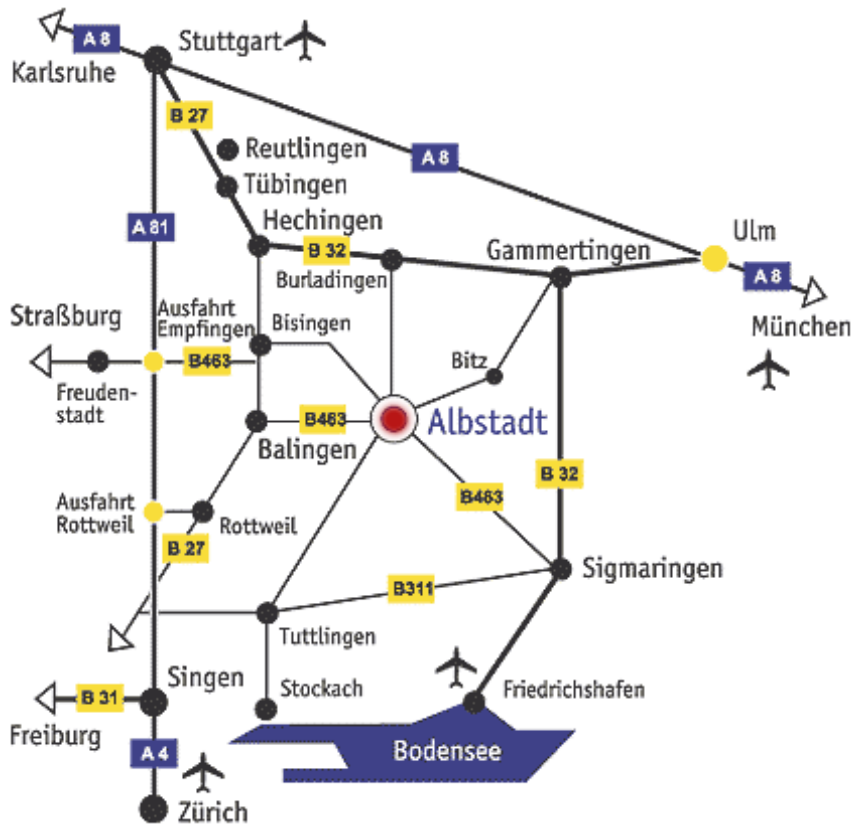 A 8
Stuttgart
Karlsruhe
B 27
Reutlingen
A 8
Tübingen
A 81
Hechingen
B 32
Gammertingen
Ulm
Burladingen
A 8
Straßburg
Ausfahrt
Empfingen
Bisingen
München
B463
Bitz
Freuden-
stadt
B463
Albstadt
Balingen
B 32
B463
Ausfahrt
Rottweil
Rottweil
B 27
Sigmaringen
B311
Tuttlingen
Singen
Stockach
Friedrichshafen
B 31
Freiburg
A 4
Bodensee
Zürich